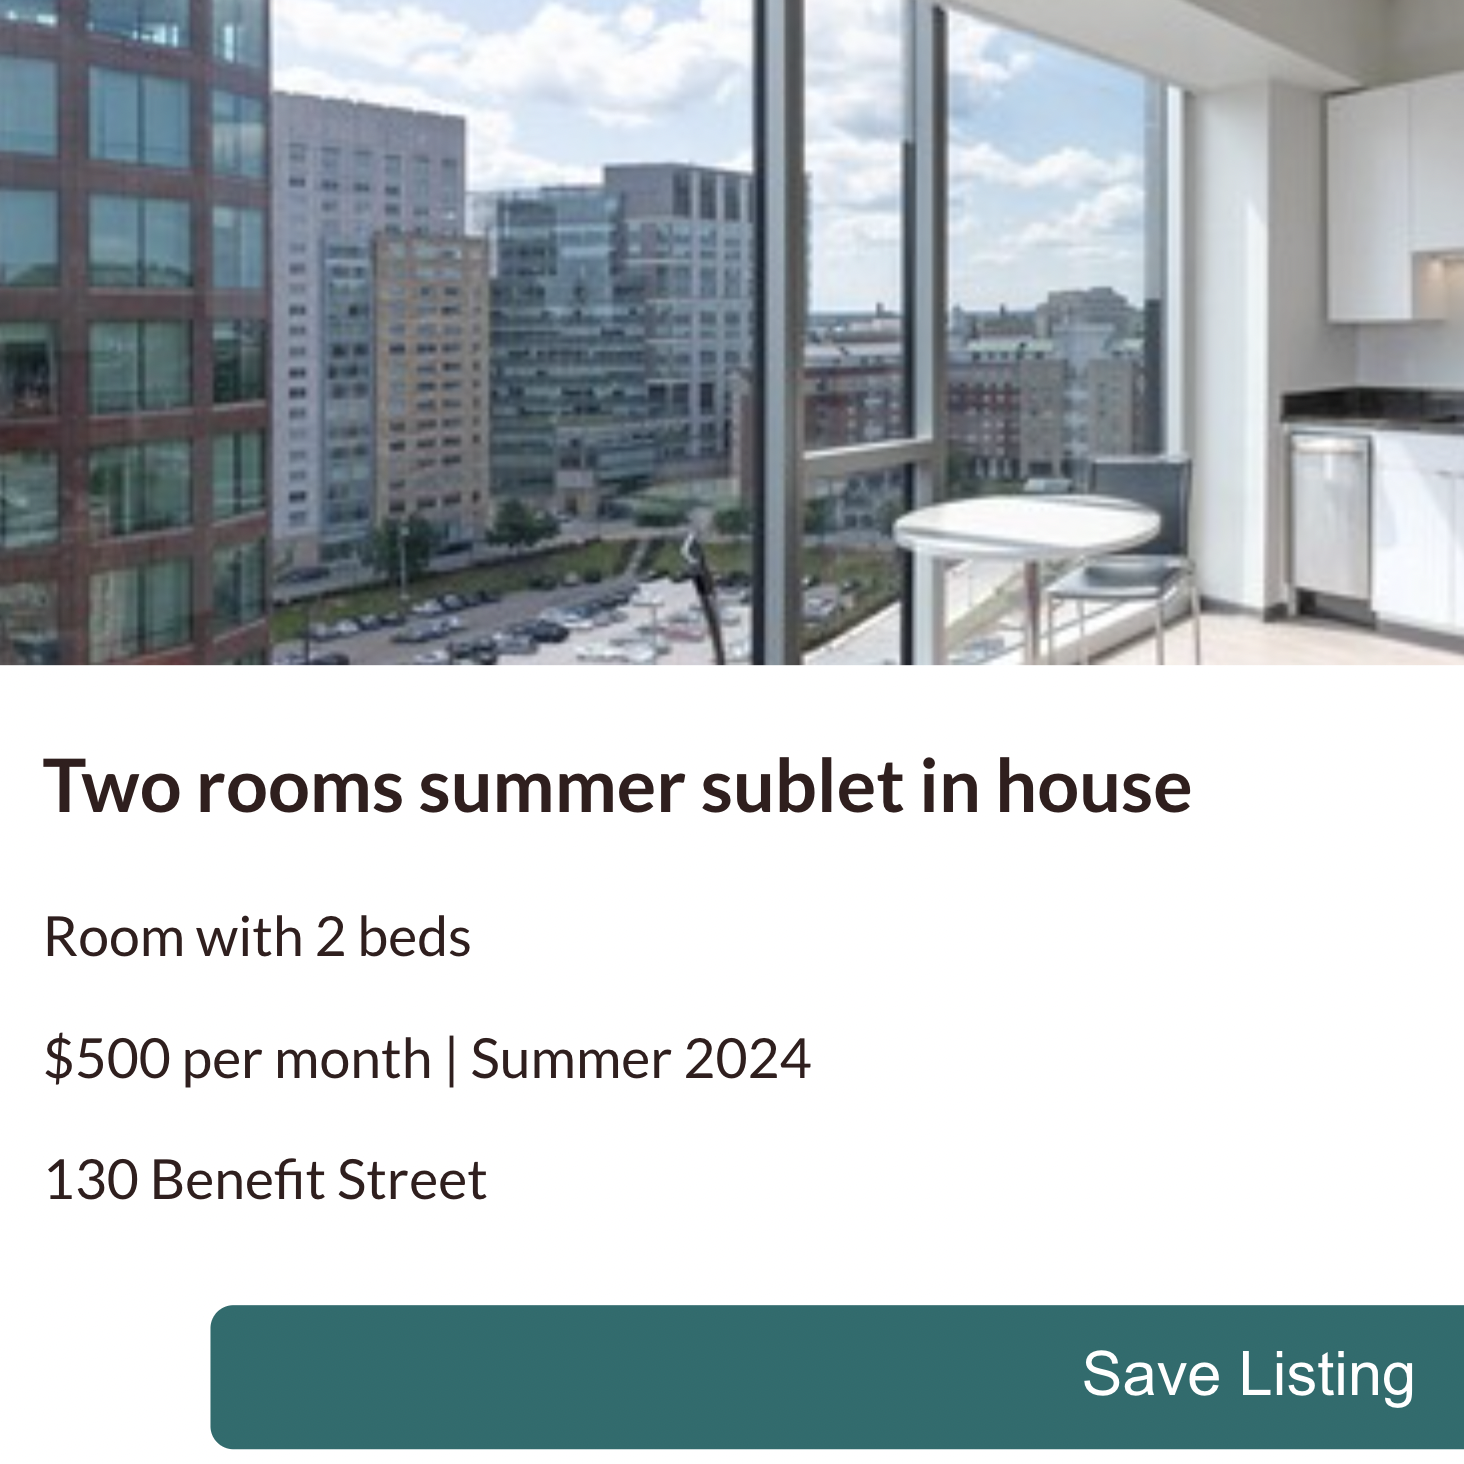 Two rooms summer sublet in house
Room with 2 beds
$500 per month | Summer 2024
130 Benefit Street
Save Listing